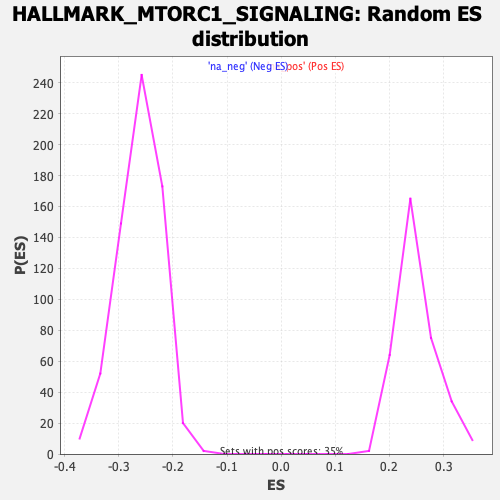 HALLMARK_MTORC1_SIGNALING: Random ES
distribution
'na_neg' (Neg ES) pos' (Pos ES)
240
220
200
180
160
140
120
100
80
60
40
20
0
P(ES)
Sets with pos scores: 35%
-0.4 -0.3 -0.2 -0.1 0.0 0.1 0.2 0.3
ES